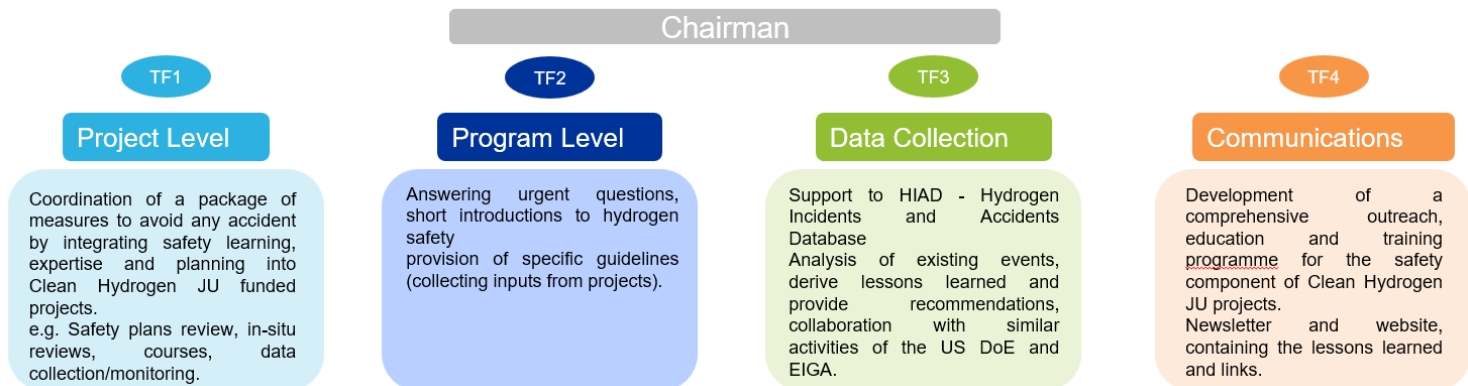 Chairman
TF1
TF2
TF3
TF4
Project Level
Program Level
Data Collection
Communications
Coordination of a package of
measures to avoid any accident
by integrating safety learning,
expertise and planning into
Clean Hydrogen JU funded
projects.
e.g. Safety plans review, in-situ
reviews, courses, data
collection/monitoring.
Answering urgent questions,
short introductions to hydrogen
safety
provision of specific guidelines
(collecting inputs from projects).
Support to HIAD - Hydrogen
Incidents and Accidents
Database
Analysis of existing events,
derive lessons learned and
provide recommendations,
collaboration with similar
activities of the US DoE and
EIGA.
Development of a
comprehensive outreach,
education and training
programme for the safety
component of Clean Hydrogen
JU projects.
Newsletter and website,
containing the lessons learned
and links.